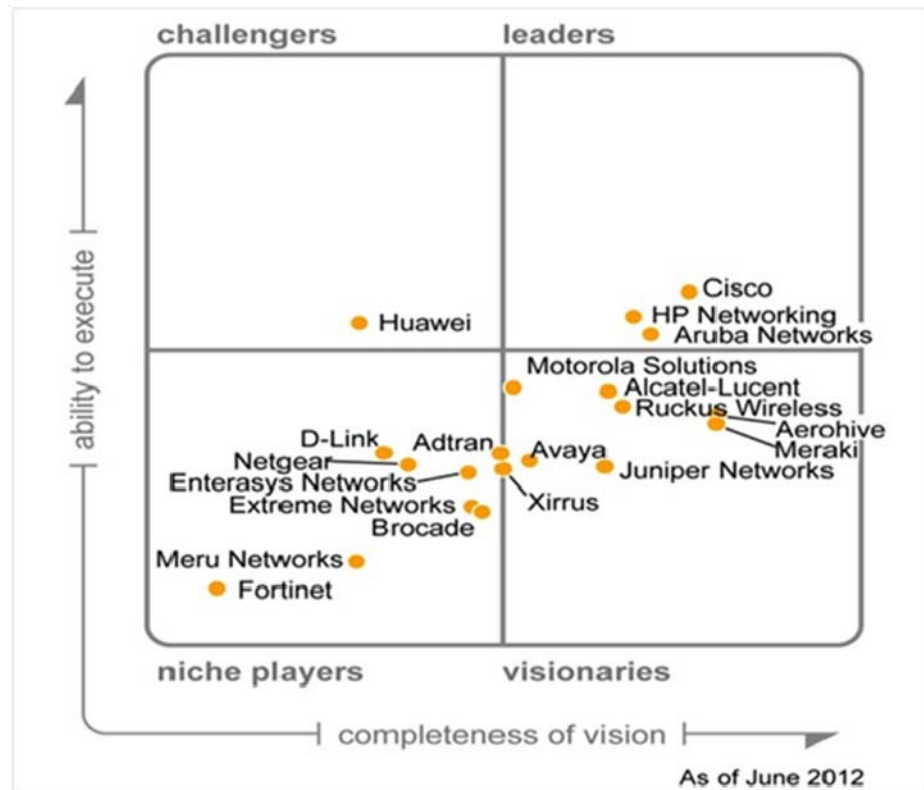 challengers
leaders
ability to execute
Cisco
HP Networking
Huawei
Aruba Networks
Motorola Solutions
Alcatel-Lucent
Ruckus Wireless
Aerohive
D-Link
Adtran
Avaya
Meraki
Netgear
Juniper Networks
Enterasys Networks
Extreme Networks
Xirrus
Brocade
Meru Networks
Fortinet
niche players
visionaries
completeness of vision
As of June 2012